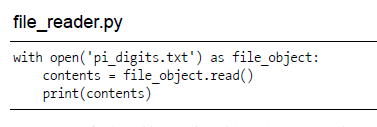 file_reader.py
with open('pi_digits.txt') as file_object:
    contents = file_object.read()
    print(contents)